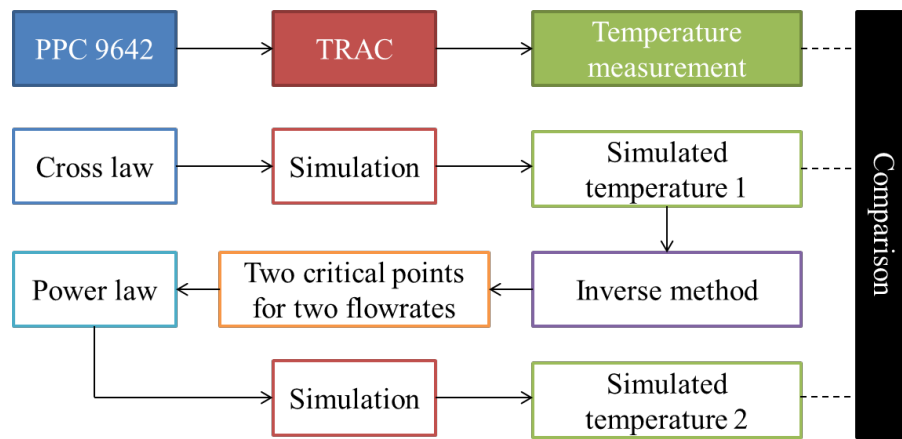 PPC 9642
TRAC
Temperature
measurement
Cross law
Simulation
Simulated
temperature 1
Power law
Two critical points
for two flowrates
Inverse method
Simulation
Simulated
temperature 2
Comparison